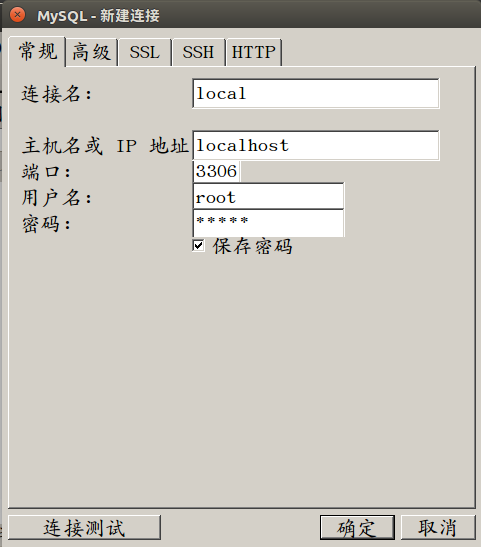 MySQL - 新建连接
常规 高级 SSL SSH HTTP
连接名： local
主机名或 IP 地址 localhost
端口： 3306
用户名： root
密码： *****
保存密码
连接测试 确定 取消